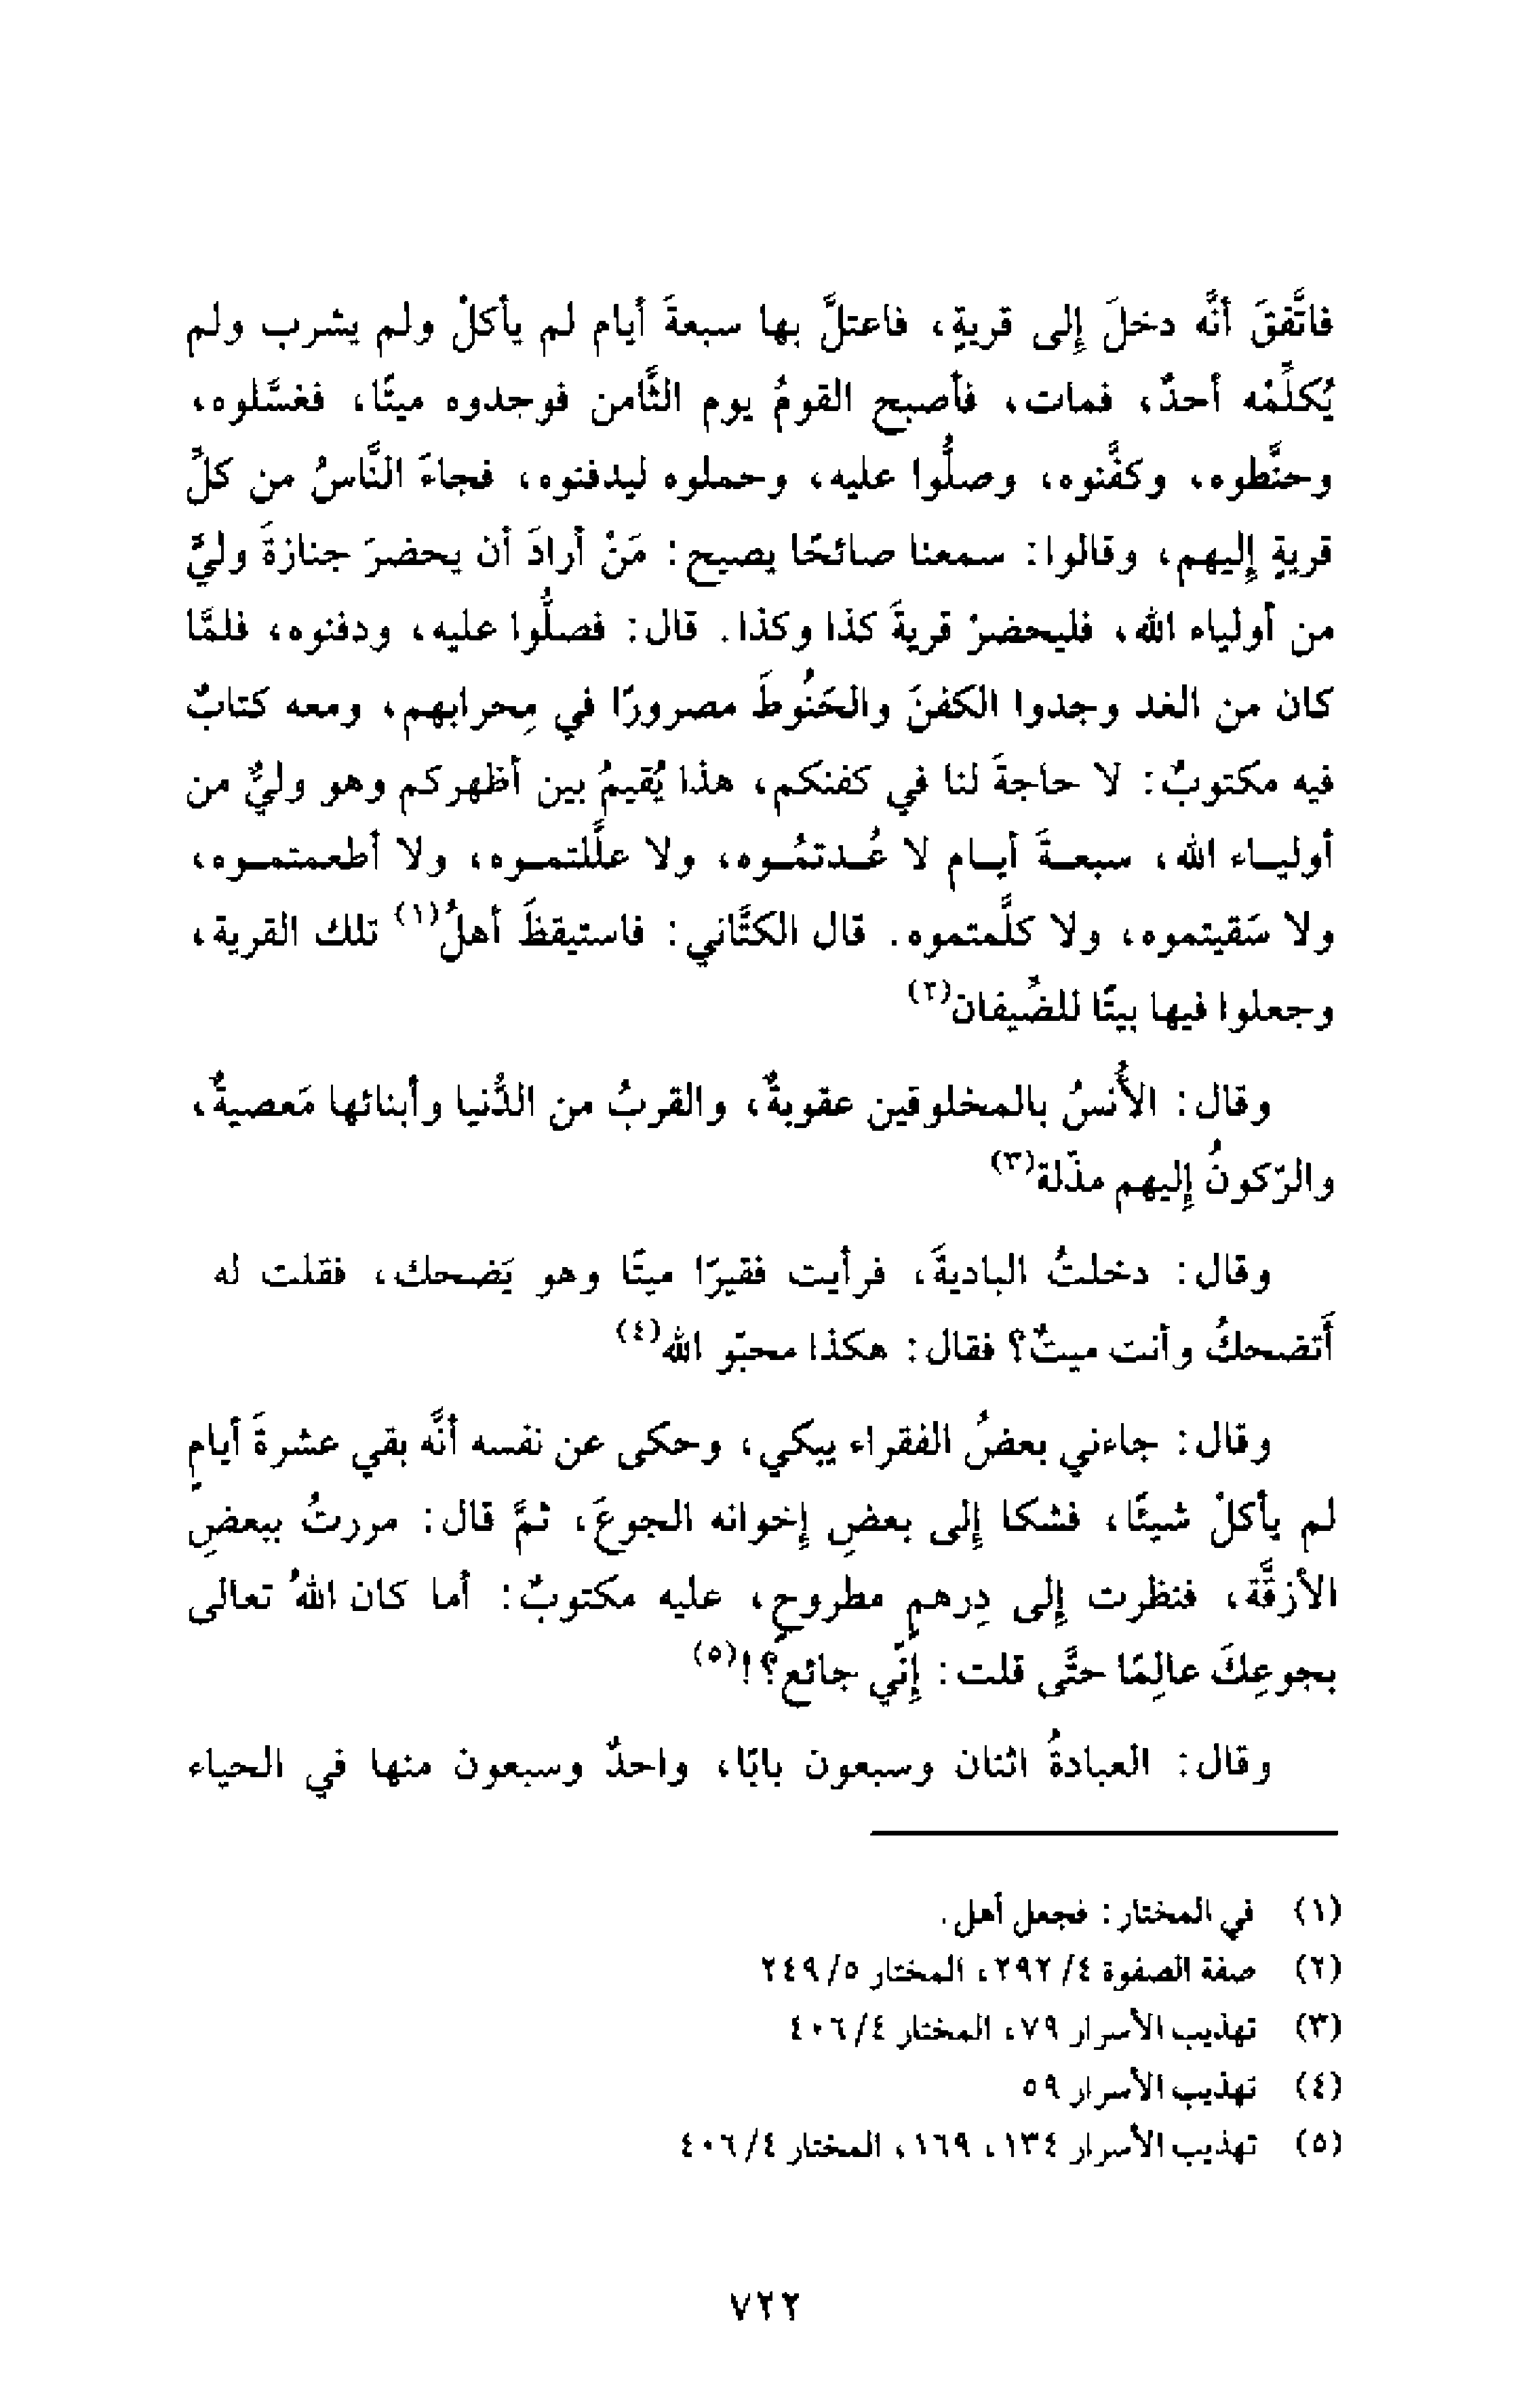 فاتَّفقَ أنَّه دخلَ إلى قريةٍ، فاعتلَّ بها سبعةَ أيام لم يأكلْ ولم يشرب ولم
يُكلِّمْه أحدٌ، فمات، فأصبح القومُ يوم الثَّامن فوجدوه ميتًا، فغسَّلوه،
وحنَّطوه، وكفَّنوه، وصلُّوا عليه، وحملوه ليدفنوه، فجاءَ النَّاسُ من كلِّ
قريةٍ إليهم، وقالوا: سمعنا صائحًا يصيح: مَنْ أرادَ أن يحضرَ جنازةَ وليٍّ
من أولياء الله، فليحضرْ قريةَ كذا وكذا. قال: فصلُّوا عليه، ودفنوه، فلمَّا
كان من الغد وجدوا الكفنَ والحَنُوطَ مصرورًا في مِحرابهم، ومعه كتابٌ
فيه مكتوبٌ: لا حاجةَ لنا في كفنكم، هذا يُقيمُ بين أظهركم وهو وليٌّ من
أوليـاء الله، سبعـةَ أيـام لا عُـدتمُـوه، ولا علَّلتمـوه، ولا أطعمتمـوه،
ولا سَقيتموه، ولا كلَّمتموه. قال الكتَّاني: فاستيقظَ أهلُ(١) تلك القرية،
وجعلوا فيها بيتًا للضِّيفان(٢)
وقال: الأُنسُ بالمخلوقين عقوبةٌ، والقربُ من الدُّنيا وأبنائها مَعصيةٌ،
والرّكونُ إليهم مذّلة(٣)
وقال: دخلتُ الباديةَ، فرأيت فقيرًا ميتًا وهو يَضحك، فقلت له
أَتضحكُ وأنت ميتٌ؟ فقال: هكذا محبّو الله(٤)
وقال: جاءني بعضُ الفقراء يبكي، وحكى عن نفسه أنَّه بقي عشرةَ أيامٍ
لم يأكلْ شيئًا، فشكا إلى بعضِ إخوانه الجوعَ، ثمَّ قال: مررتُ ببعضِ
الأزقَّة، فنظرت إلى دِرهمٍ مطروحٍ، عليه مكتوبٌ: أما كان اللهُ تعالى
بجوعِكَ عالِمًا حتَّى قلت: إنّي جائع؟!(٥)
وقال: العبادةُ اثنان وسبعون بابًا، واحدٌ وسبعون منها في الحياء
(١) في المختار: فجعل أهل.
(٢) صفة الصفوة ٤/ ٢٩٢، المختار ٥/ ٢٤٩
(٣) تهذيب الأسرار ٧٩، المختار ٤/ ٤٠٦
(٤) تهذيب الأسرار ٥٩
(٥) تهذيب الأسرار ١٣٤، ١٦٩، المختار ٤/ ٤٠٦
٧٢٢